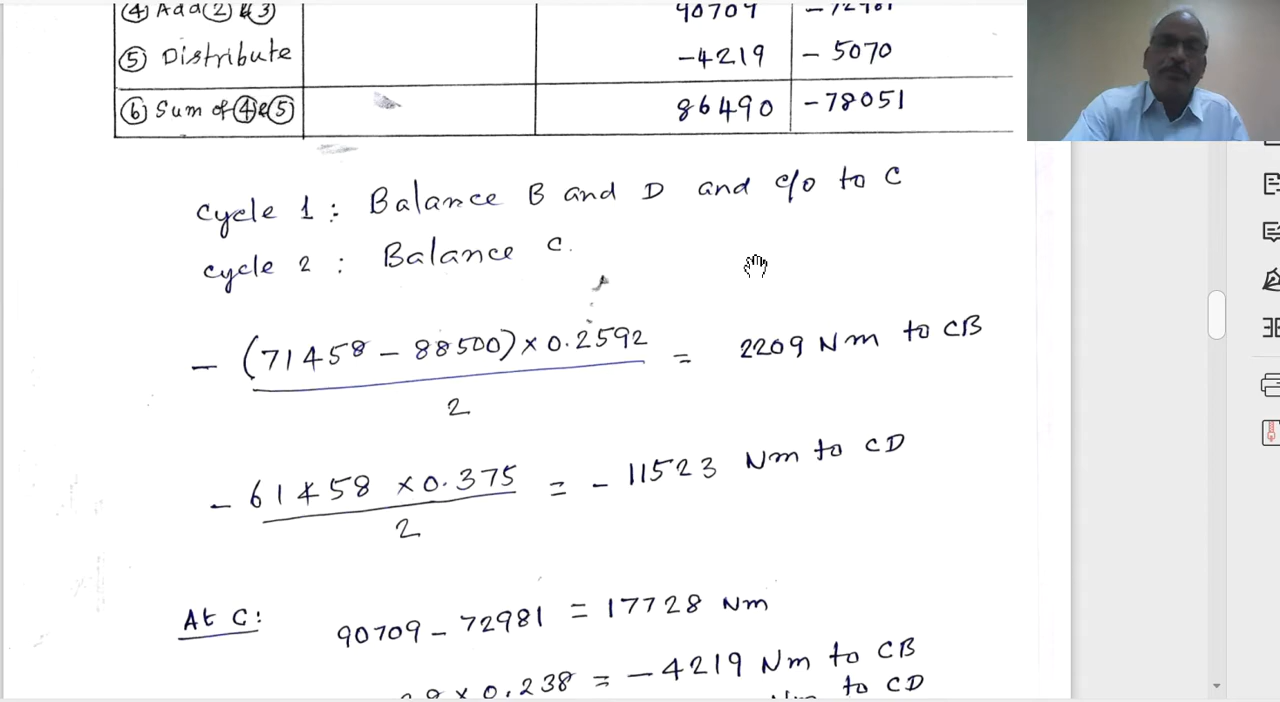 ④ Add ② & ③ 90709 -72981
⑤ Distribute -4219 - 5070
⑥ Sum of ④ & ⑤ 86490 -78051
Cycle 1 : Balance B and D and c/o to C
Cycle 2 : Balance C.
- (71458 - 88500) × 0.2592 = 2209 Nm to CB
2
- 61458 × 0.375 = - 11523 Nm to CD
2
At C: 90709 - 72981 = 17728 Nm
× 0.238 = - 4219 Nm to CB
to CD